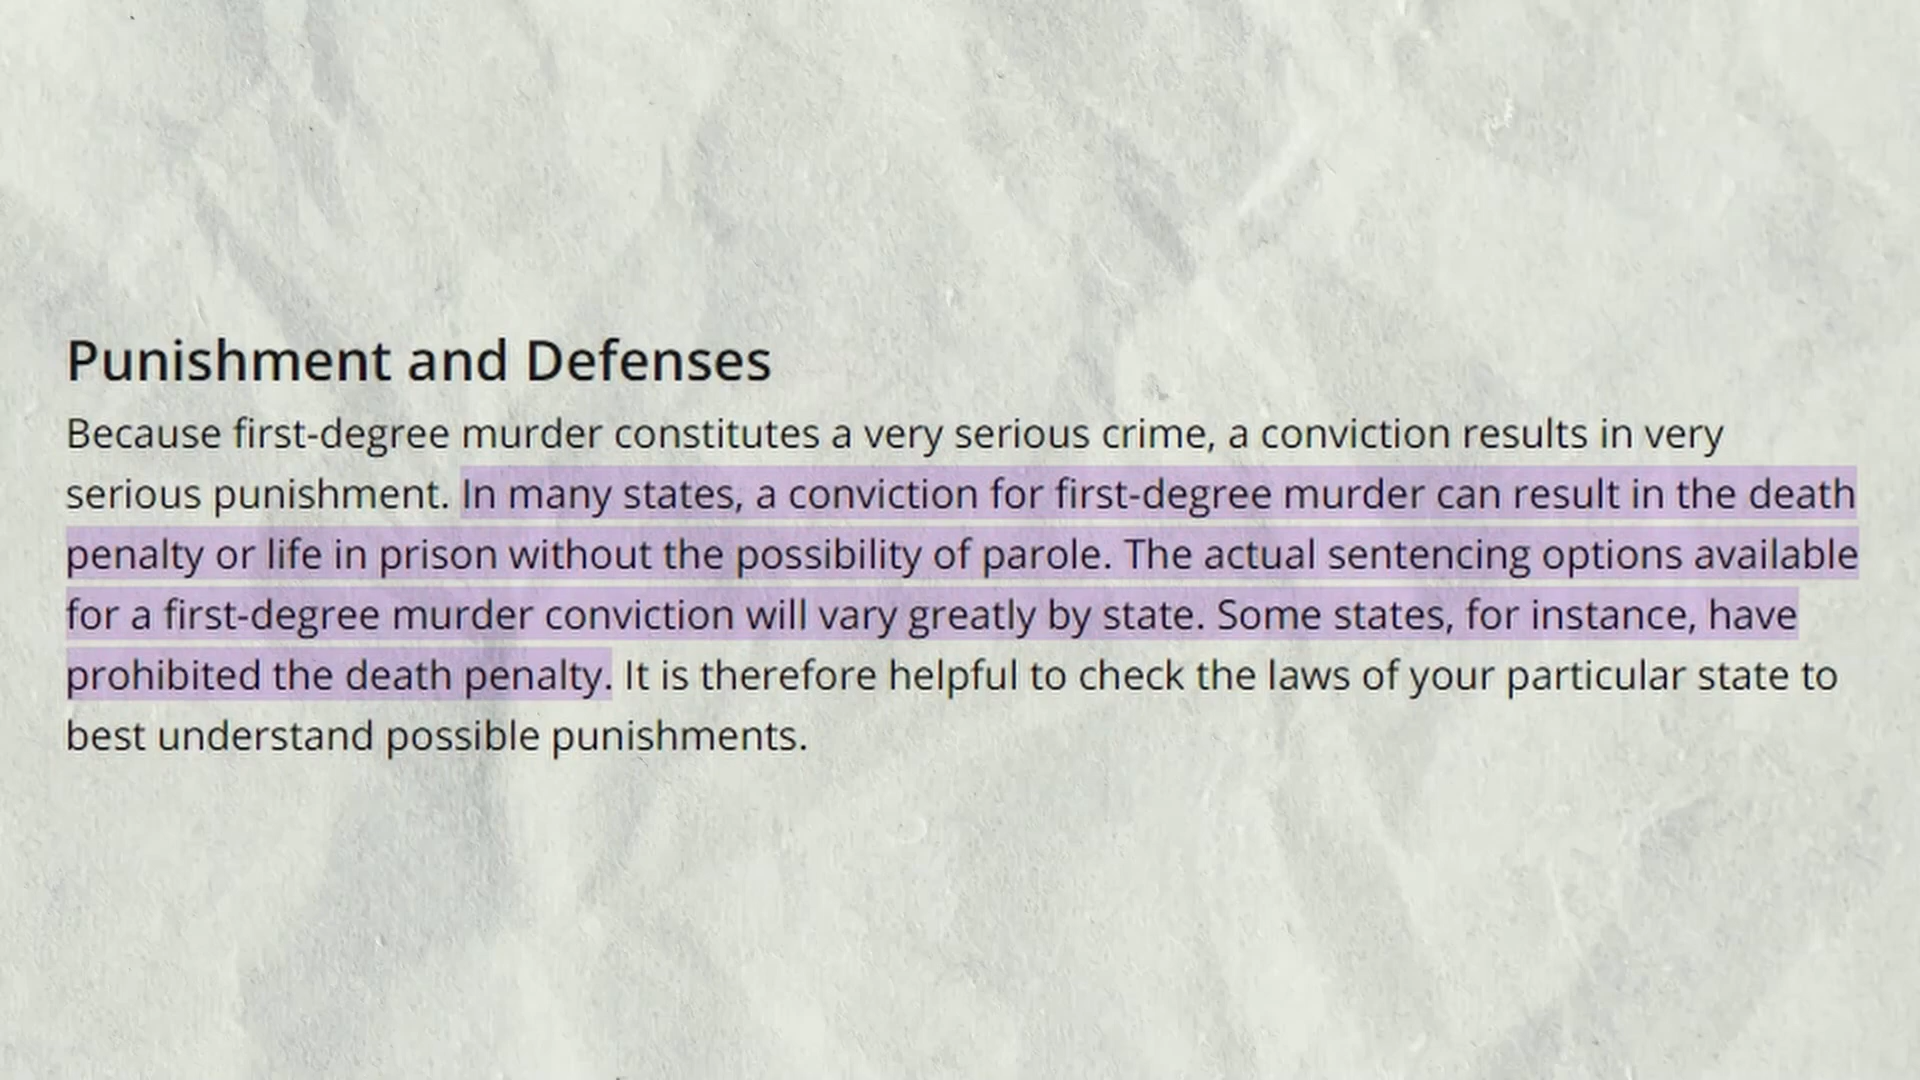 Punishment and Defenses
Because first-degree murder constitutes a very serious crime, a conviction results in very
serious punishment. In many states, a conviction for first-degree murder can result in the death
penalty or life in prison without the possibility of parole. The actual sentencing options available
for a first-degree murder conviction will vary greatly by state. Some states, for instance, have
prohibited the death penalty. It is therefore helpful to check the laws of your particular state to
best understand possible punishments.